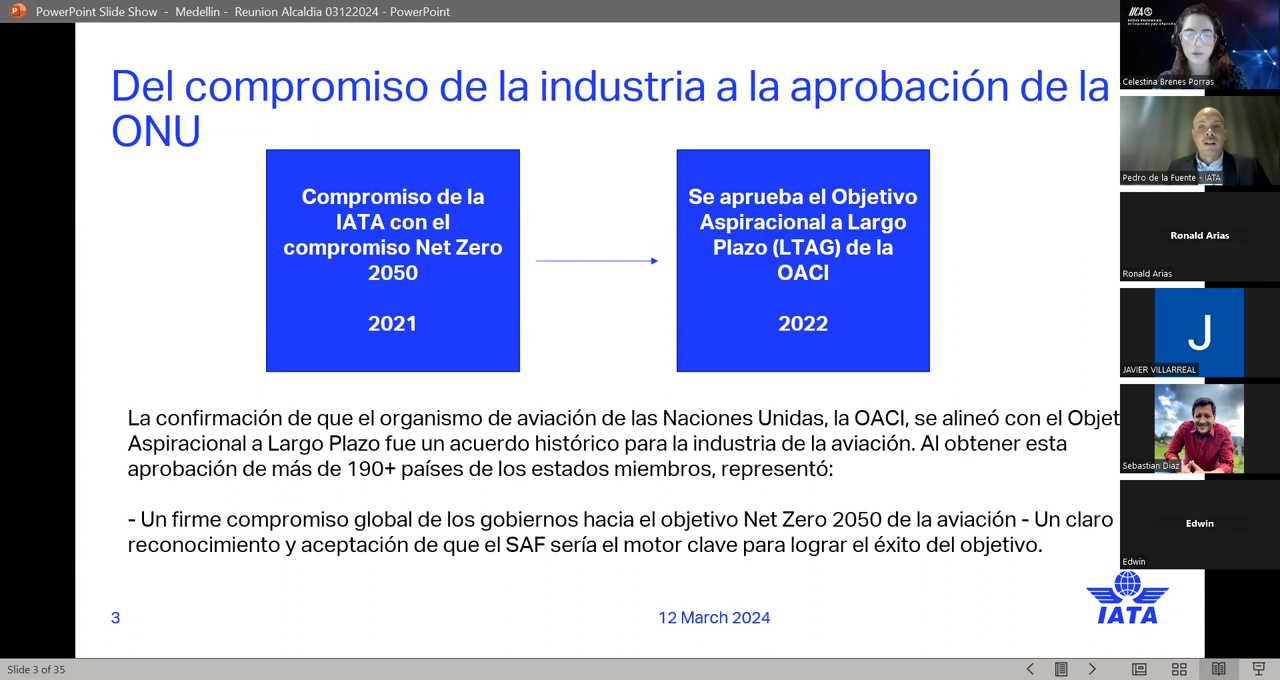 PowerPoint Slide Show - Medellin - Reunion Alcaldia 03122024 - PowerPoint
Del compromiso de la industria a la aprobación de la
ONU
Compromiso de la
IATA con el
compromiso Net Zero
2050
2021
Se aprueba el Objetivo
Aspiracional a Largo
Plazo (LTAG) de la
OACI
2022
La confirmación de que el organismo de aviación de las Naciones Unidas, la OACI, se alineó con el Objet
Aspiracional a Largo Plazo fue un acuerdo histórico para la industria de la aviación. Al obtener esta
aprobación de más de 190+ países de los estados miembros, representó:
- Un firme compromiso global de los gobiernos hacia el objetivo Net Zero 2050 de la aviación - Un claro
reconocimiento y aceptación de que el SAF sería el motor clave para lograr el éxito del objetivo.
3
12 March 2024
IATA
Slide 3 of 35
IICA
Celestina Brenes Porras
Pedro de la Fuente - IATA
Ronald Arias
Ronald Arias
J
JAVIER VILLARREAL
Sebastian Diaz
Edwin
Edwin